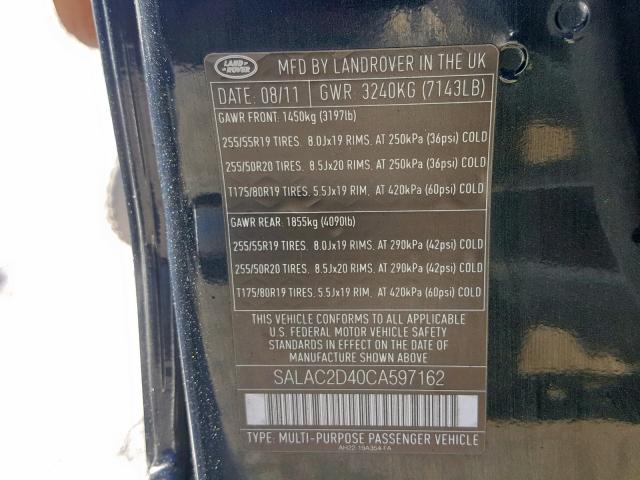 LAND ROVER
MFD BY LANDROVER IN THE UK
DATE: 08/11 GWR: 3240KG (7143LB)
GAWR FRONT: 1450kg (3197lb)
255/55R19 TIRES. 8.0Jx19 RIMS. AT 250kPa (36psi) COLD
255/50R20 TIRES. 8.5Jx20 RIMS. AT 250kPa (36psi) COLD
T175/80R19 TIRES. 5.5Jx19 RIM. AT 420kPa (60psi) COLD
GAWR REAR: 1855kg (4090lb)
255/55R19 TIRES. 8.0Jx19 RIMS. AT 290kPa (42psi) COLD
255/50R20 TIRES. 8.5Jx20 RIMS. AT 290kPa (42psi) COLD
T175/80R19 TIRES. 5.5Jx19 RIM. AT 420kPa (60psi) COLD
THIS VEHICLE CONFORMS TO ALL APPLICABLE
U.S. FEDERAL MOTOR VEHICLE SAFETY
STANDARDS IN EFFECT ON THE DATE OF
MANUFACTURE SHOWN ABOVE.
SALAC2D40CA597162
TYPE: MULTI-PURPOSE PASSENGER VEHICLE
AH22-19A354-FA